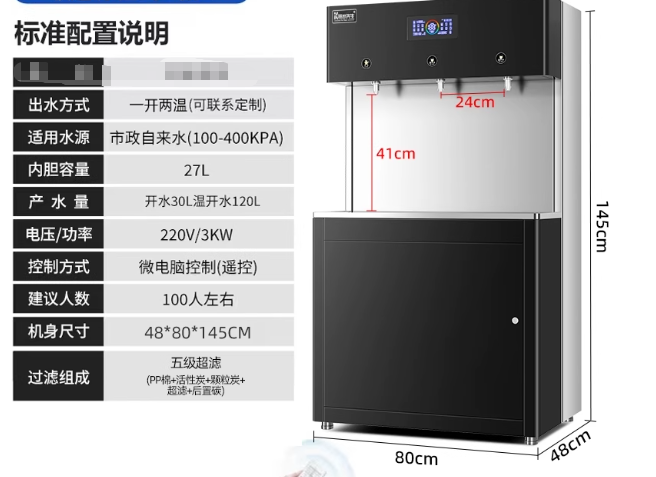 标准配置说明
出水方式 一开两温(可联系定制)
适用水源 市政自来水(100-400KPA)
内胆容量 27L
产水量 开水30L温开水120L
电压/功率 220V/3KW
控制方式 微电脑控制(遥控)
建议人数 100人左右
机身尺寸 48*80*145CM
过滤组成 五级超滤
(PP棉+活性炭+颗粒炭+
超滤+后置碳)
24cm
41cm
145cm
80cm
48cm